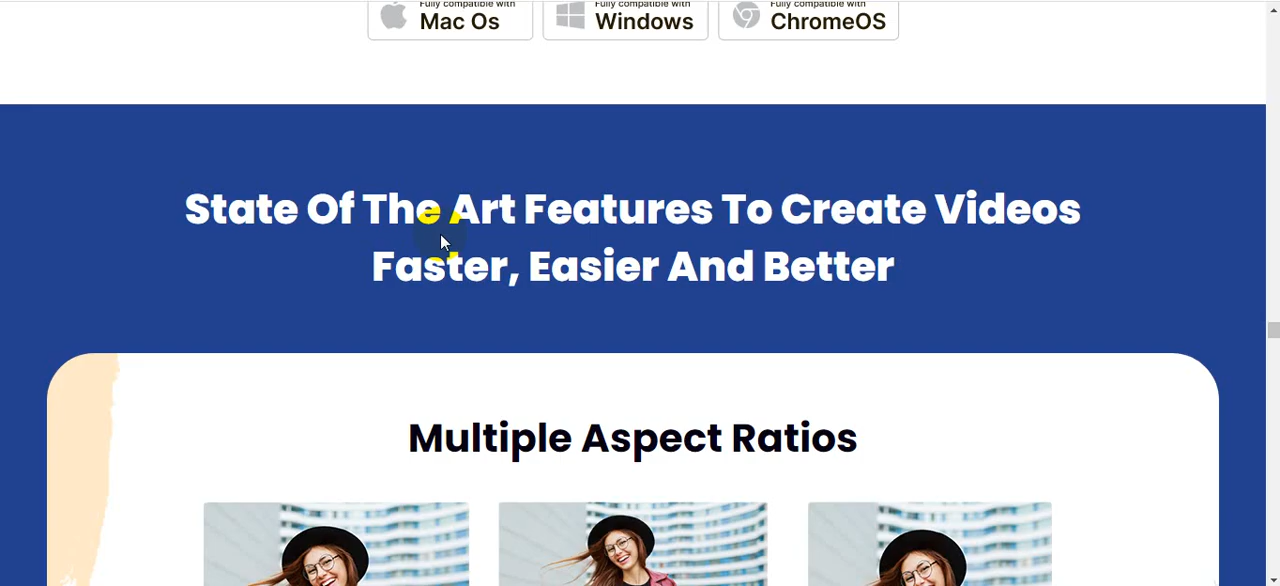 Fully compatible with Fully compatible with Fully compatible with
Mac Os Windows ChromeOS
State Of The Art Features To Create Videos
Faster, Easier And Better
Multiple Aspect Ratios